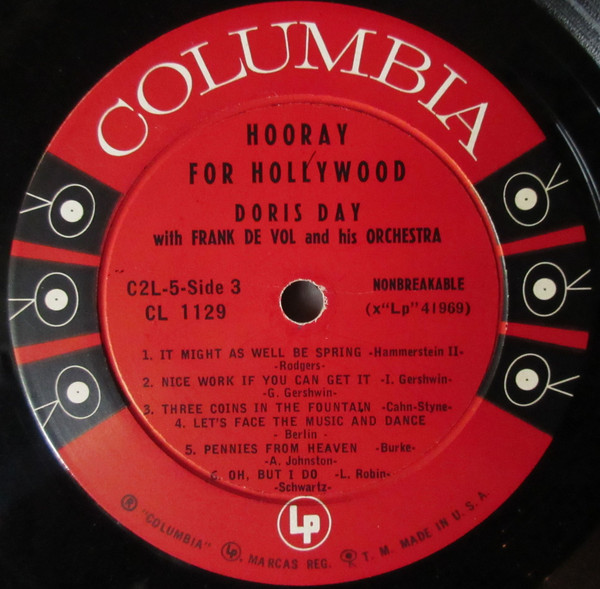 COLUMBIA
HOORAY
FOR HOLLYWOOD
DORIS DAY
with FRANK DE VOL and his ORCHESTRA
C2L-5-Side 3
CL 1129
NONBREAKABLE
(x"Lp"41969)
1. IT MIGHT AS WELL BE SPRING -Hammerstein II-
-Rodgers-
2. NICE WORK IF YOU CAN GET IT -I. Gershwin-
-G. Gershwin-
3. THREE COINS IN THE FOUNTAIN -Cahn-Styne-
4. LET'S FACE THE MUSIC AND DANCE
- Berlin -
5. PENNIES FROM HEAVEN -Burke-
-A. Johnston-
6. OH, BUT I DO -L. Robin-
-Schwartz-
Lp
® "COLUMBIA", Lp, MARCAS REG. T. M. MADE IN U. S. A.